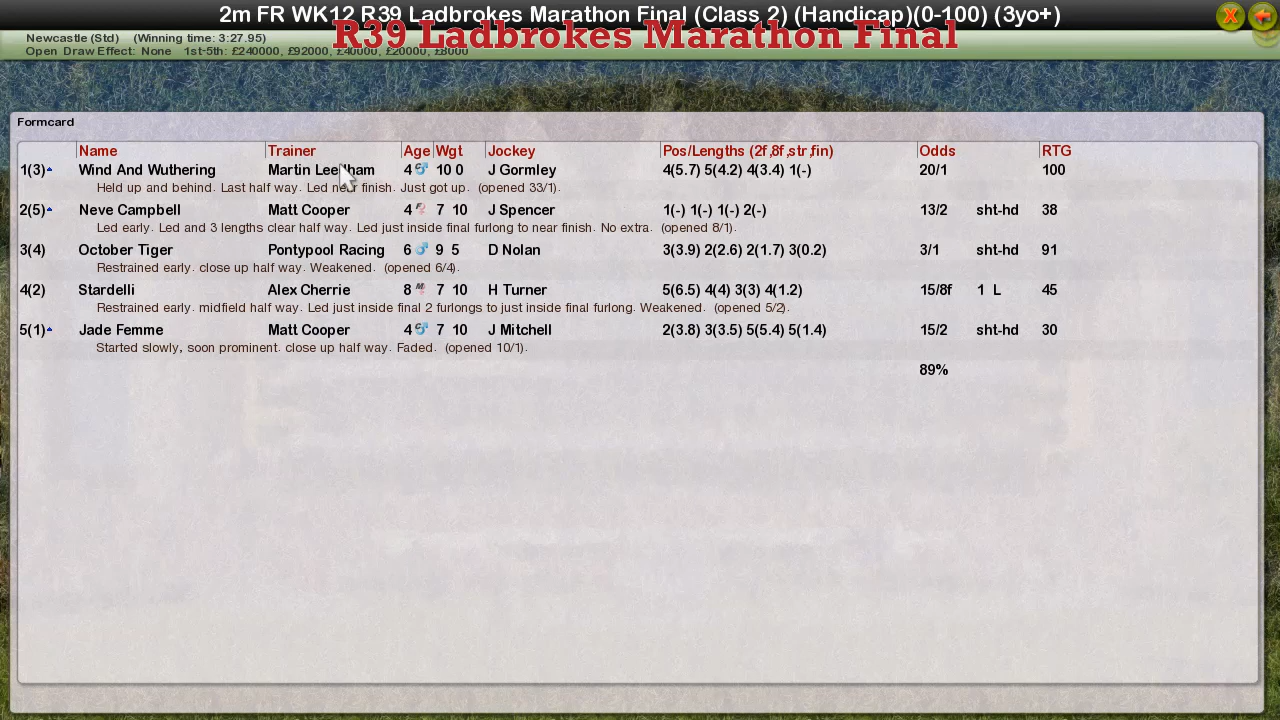 2m FR WK12 R39 Ladbrokes Marathon Final (Class 2) (Handicap)(0-100) (3yo+)
R39 Ladbrokes Marathon Final
Newcastle (Std) (Winning time: 3:27.95)
Open Draw Effect: None 1st-5th: £240000, £92000, £40000, £20000, £8000
Formcard
Name Trainer Age Wgt Jockey Pos/Lengths (2f,8f,str,fin) Odds RTG
1(3) Wind And Wuthering Martin Leedham 4 10 0 J Gormley 4(5.7) 5(4.2) 4(3.4) 1(-) 20/1 100
Held up and behind. Last half way. Led near finish. Just got up. (opened 33/1).
2(5) Neve Campbell Matt Cooper 4 7 10 J Spencer 1(-) 1(-) 1(-) 2(-) 13/2 sht-hd 38
Led early. Led and 3 lengths clear half way. Led just inside final furlong to near finish. No extra. (opened 8/1).
3(4) October Tiger Pontypool Racing 6 9 5 D Nolan 3(3.9) 2(2.6) 2(1.7) 3(0.2) 3/1 sht-hd 91
Restrained early. close up half way. Weakened. (opened 6/4).
4(2) Stardelli Alex Cherrie 8 7 10 H Turner 5(6.5) 4(4) 3(3) 4(1.2) 15/8f 1 L 45
Restrained early. midfield half way. Led just inside final 2 furlongs to just inside final furlong. Weakened. (opened 5/2).
5(1) Jade Femme Matt Cooper 4 7 10 J Mitchell 2(3.8) 3(3.5) 5(5.4) 5(1.4) 15/2 sht-hd 30
Started slowly, soon prominent. close up half way. Faded. (opened 10/1).
89%